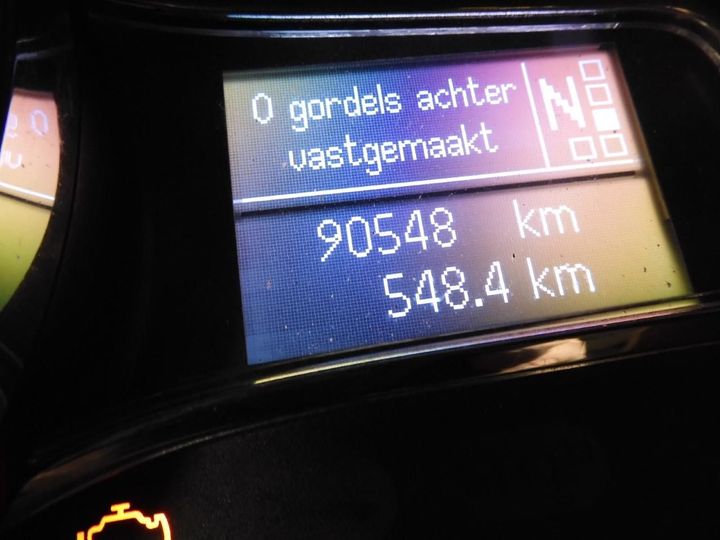 0 gordels achter
vastgemaakt
N
90548 km
548.4 km